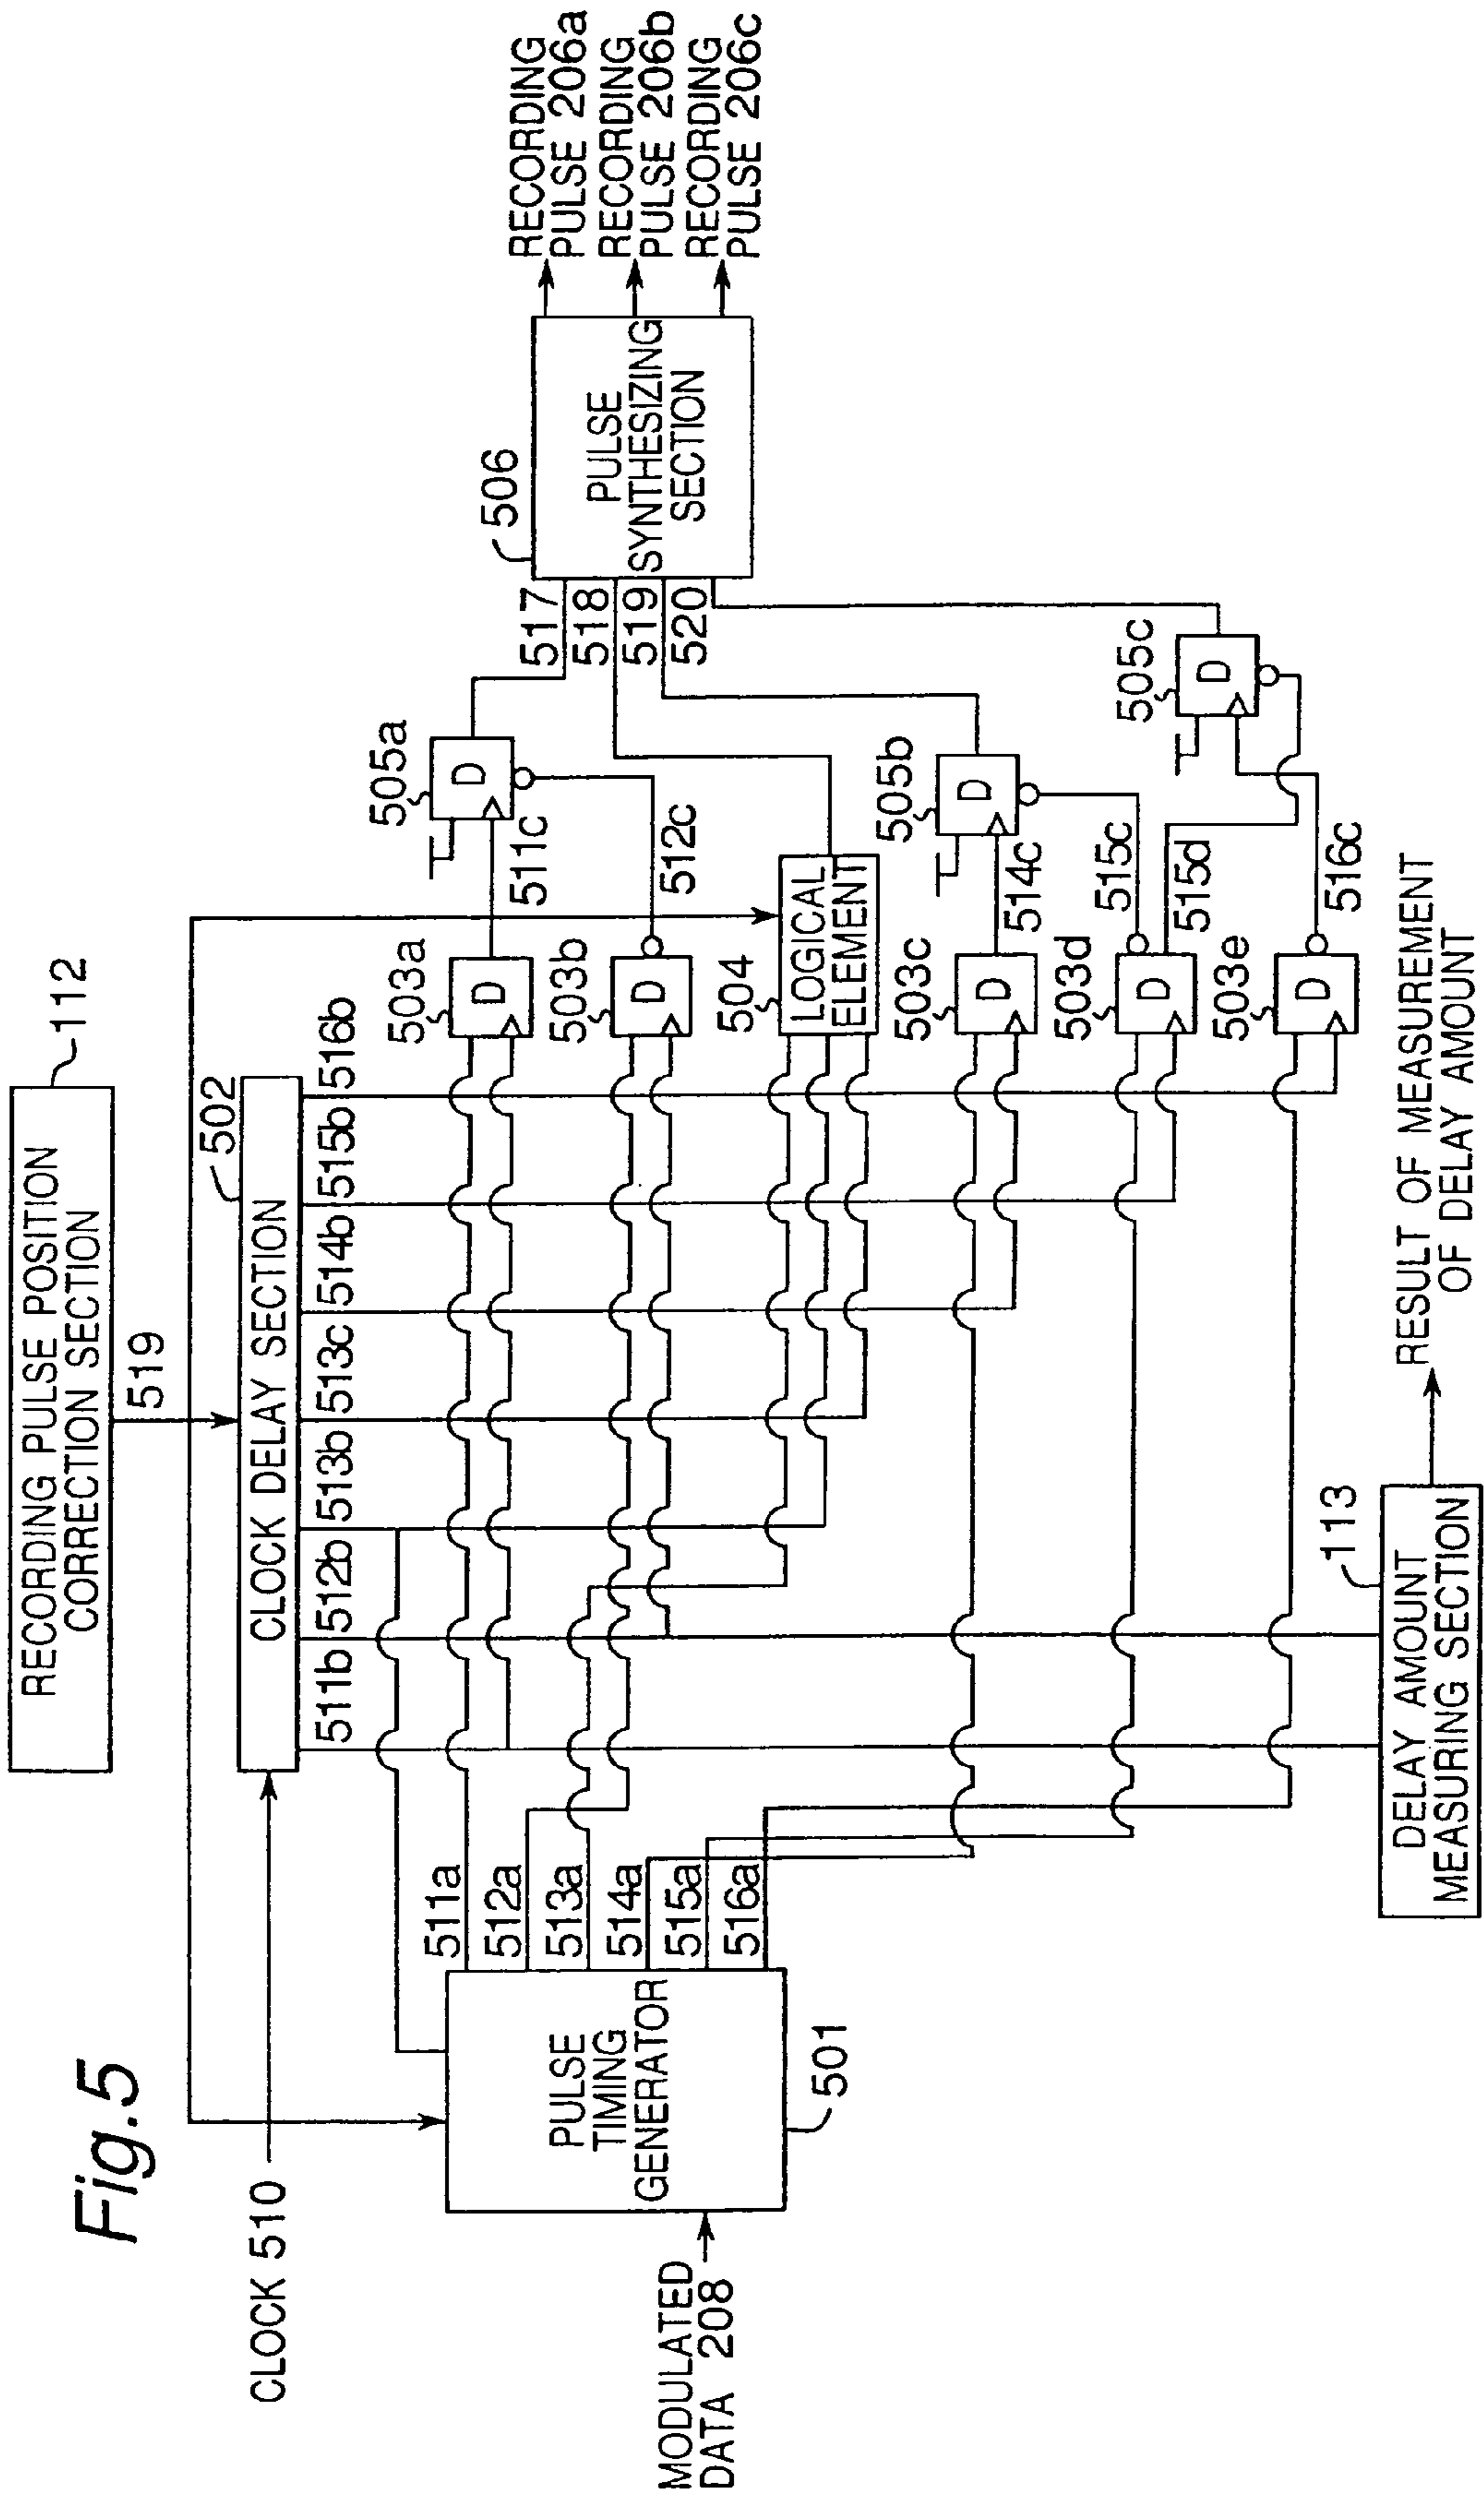 Fig.5
RECORDING PULSE POSITION
CORRECTION SECTION
112
519
CLOCK 510
CLOCK DELAY SECTION
502
511b
512b
513b
513c
514b
515b
516b
MODULATED
DATA 208
PULSE
TIMING
GENERATOR
501
511a
512a
513a
514a
515a
516a
503a
D
503b
D
504
LOGICAL
ELEMENT
503c
D
503d
D
503e
D
511c
512c
514c
515c
515d
516c
505a
D
505b
D
505c
D
517
518
519
520
506
PULSE
SYNTHESIZING
SECTION
RECORDING
PULSE 206a
RECORDING
PULSE 206b
RECORDING
PULSE 206c
113
DELAY AMOUNT
MEASURING SECTION
RESULT OF MEASUREMENT
OF DELAY AMOUNT